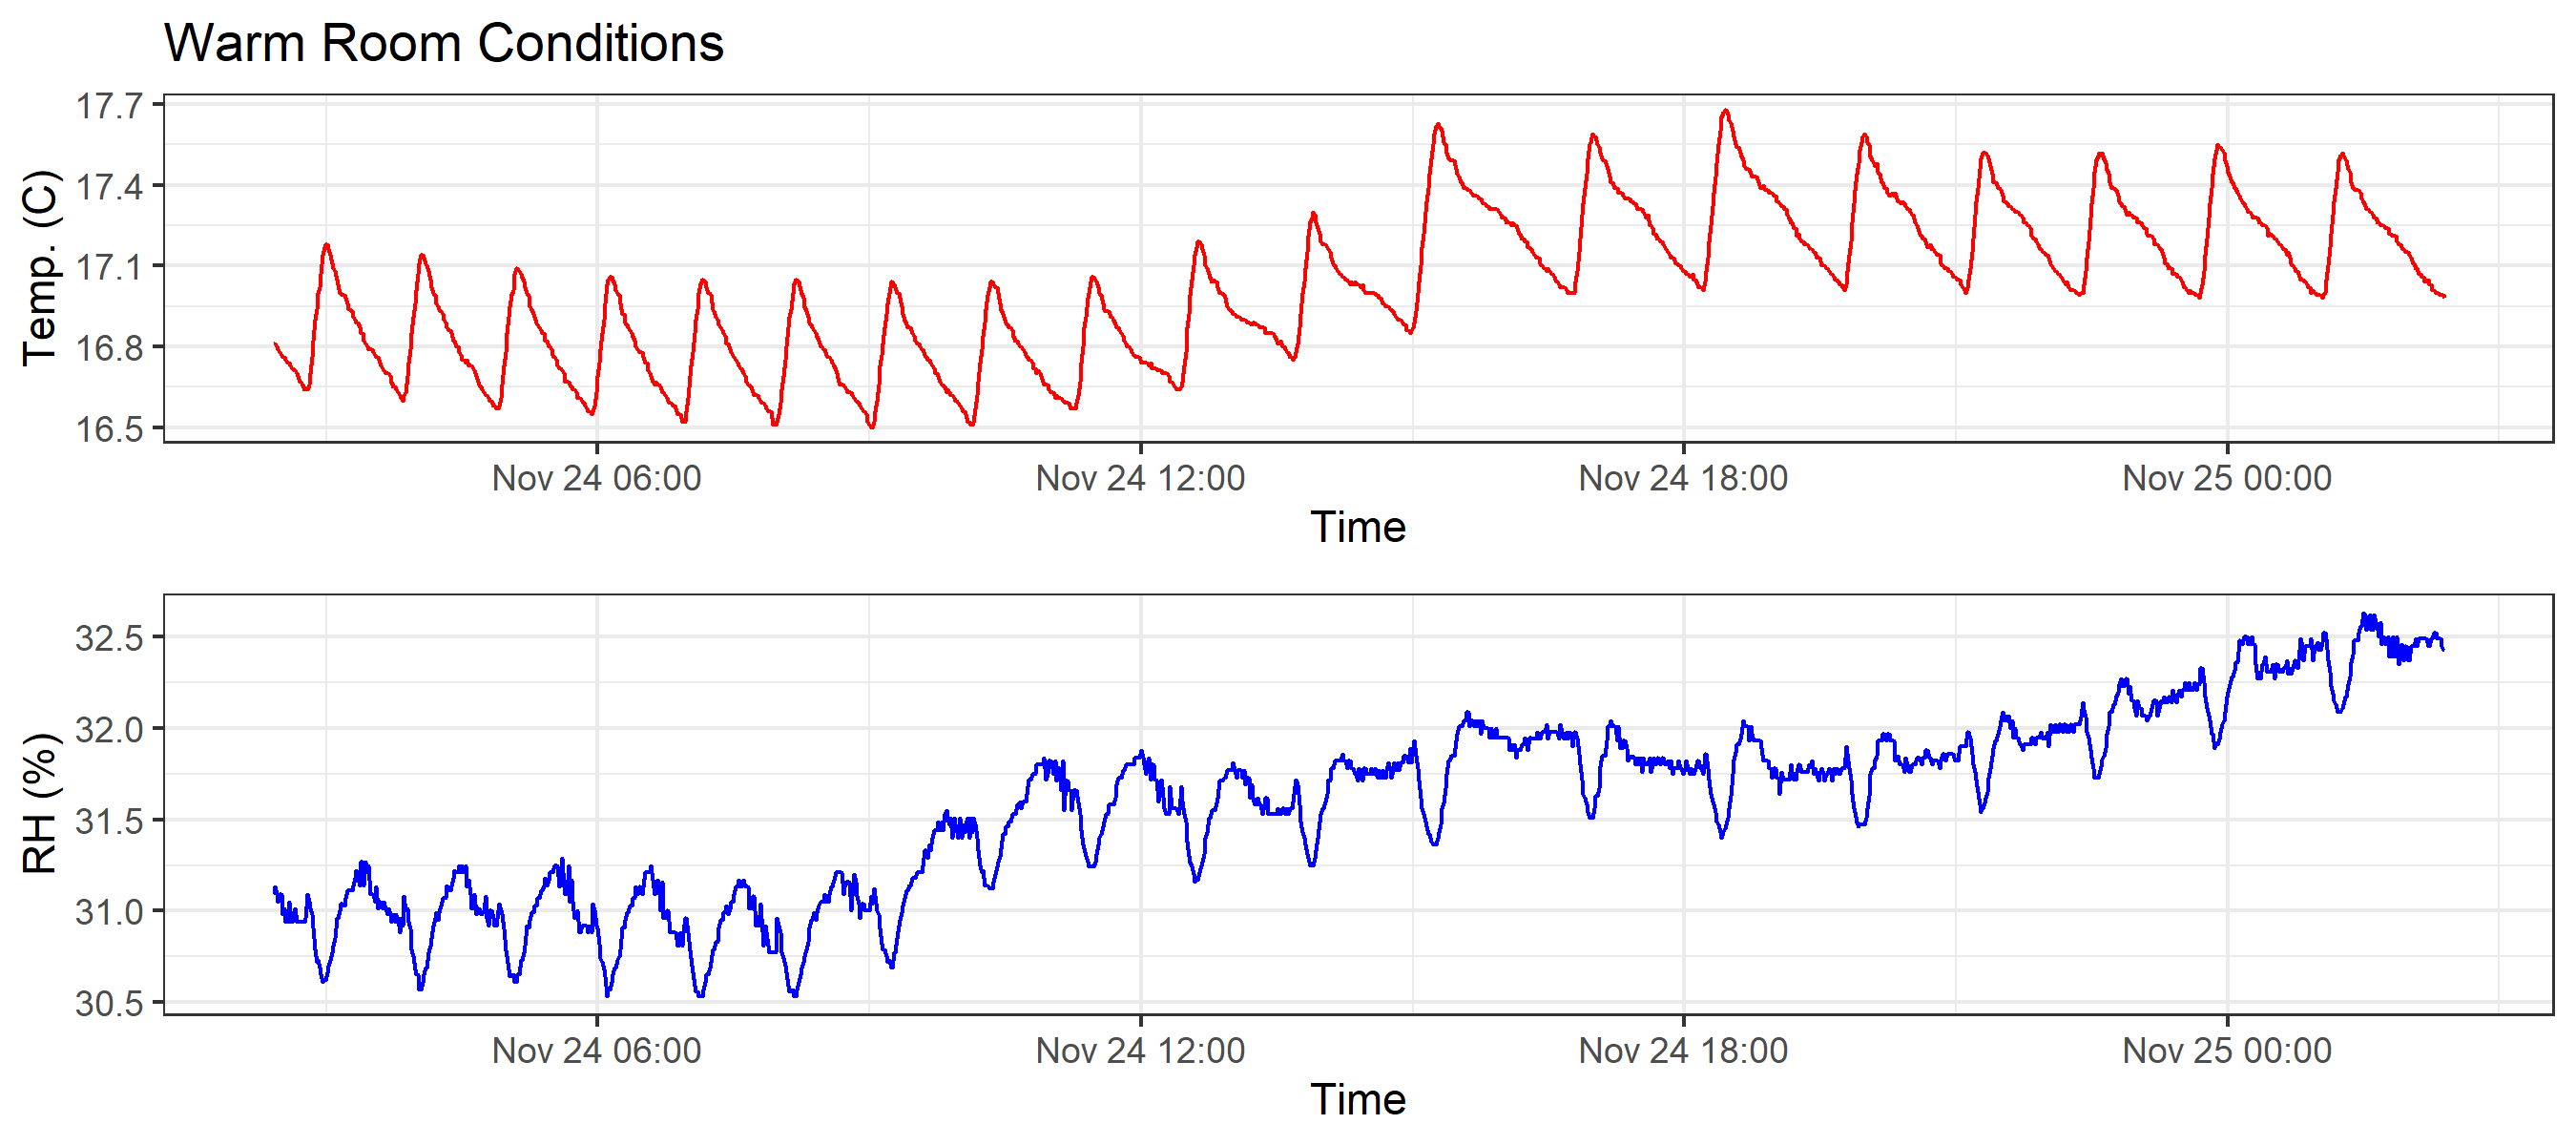 Warm Room Conditions
17.7
17.4
17.1
16.8
16.5
Temp. (C)
Nov 24 06:00 Nov 24 12:00 Nov 24 18:00 Nov 25 00:00
Time
32.5
32.0
31.5
31.0
30.5
RH (%)
Nov 24 06:00 Nov 24 12:00 Nov 24 18:00 Nov 25 00:00
Time